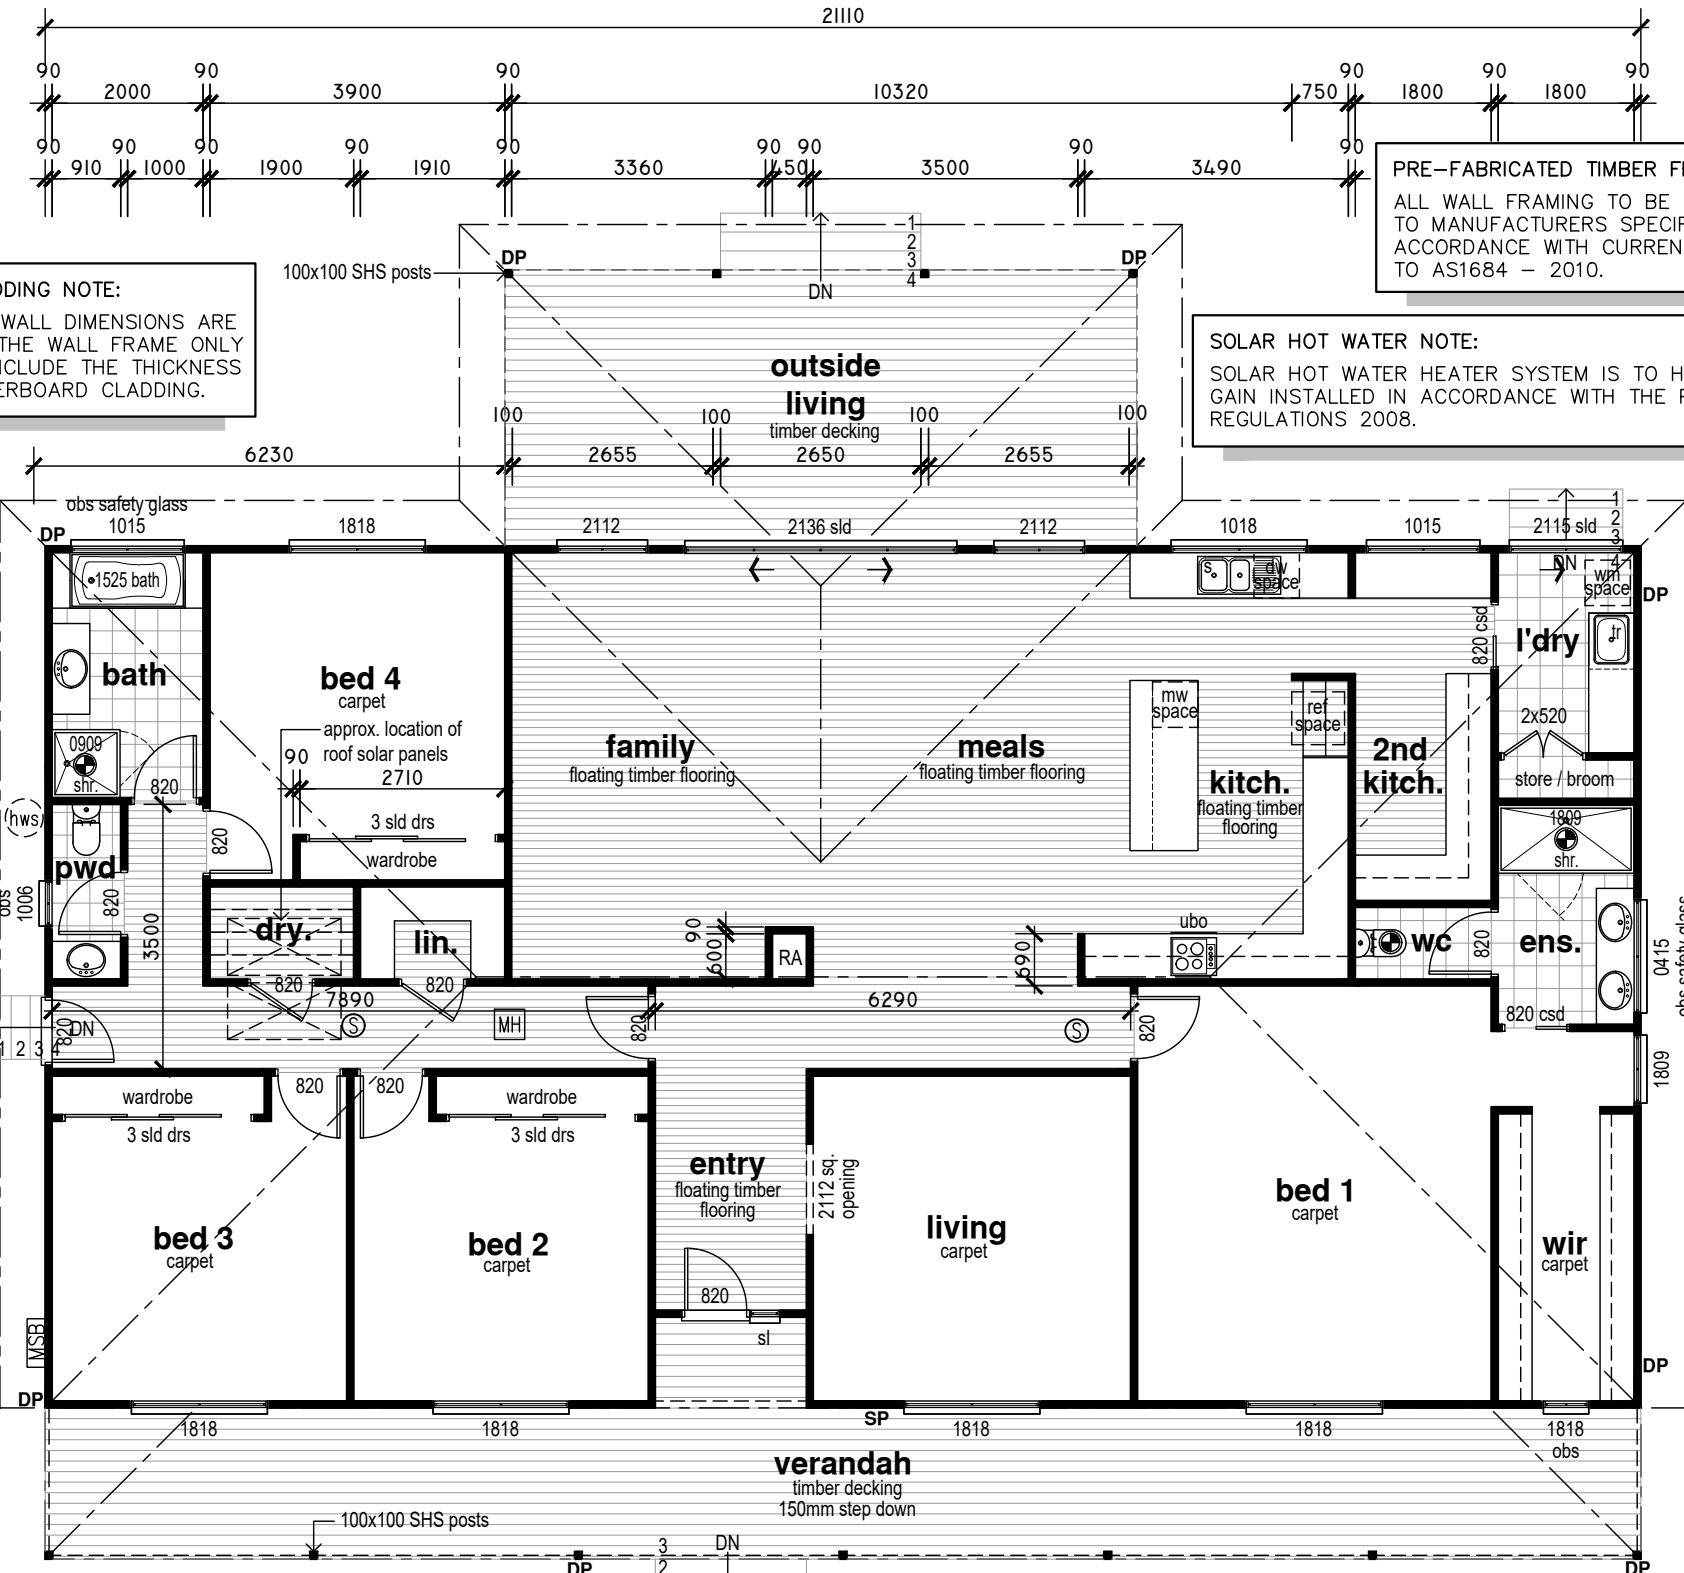 21110
90 90 90 90 90 90
2000 3900 10320 750 1800 1800
90 90 90 90 90 90 90 90 90
910 1000 1900 1910 3360 450 3500 3490
PRE-FABRICATED TIMBER
ALL WALL FRAMING TO BE
TO MANUFACTURERS
ACCORDANCE WITH
TO AS1684 - 2010.
NOTE:
WALL DIMENSIONS ARE
THE WALL FRAME ONLY
THE THICKNESS
CLADDING.
SOLAR HOT WATER NOTE:
SOLAR HOT WATER HEATER SYSTEM IS TO
GAIN INSTALLED IN ACCORDANCE WITH THE
REGULATIONS 2008.
100x100 SHS posts
DP
DP
1
2
3
4
DN
outside
living
timber decking
100 100 100 100
6230 2655 2650 2655
obs safety glass
DP
1015 1818 2112 2136 sld 2112 1018 1015 2115 sld
1
2
3
4
DN
1525 bath
s
dw
space
wm
space
DP
bath
bed 4
carpet
820 csd
l'dry
tr
approx. location of
roof solar panels
90
2710
mw
space
ref
space
2x520
0909
shr.
820
family
floating timber flooring
meals
floating timber flooring
kitch.
floating timber
flooring
2nd
kitch.
store / broom
hws
820
3 sld drs
wardrobe
1809
shr.
pwd
820
obs
1006
3500
dry.
lin.
820
820
90
600
RA
690
ubo
wc
820
ens.
0415
obs safety glass
820 csd
7890
6290
820
DN
1 2 3 4
S
MH
820
S
820
1809
wardrobe
3 sld drs
820
820
wardrobe
3 sld drs
entry
floating timber
flooring
2112 sq.
opening
bed 3
carpet
bed 2
carpet
living
carpet
bed 1
carpet
wir
carpet
820
sl
MSB
DP
DP
1818 1818 SP 1818 1818 1818
obs
verandah
timber decking
150mm step down
100x100 SHS posts
DP
3
2
DN
DP